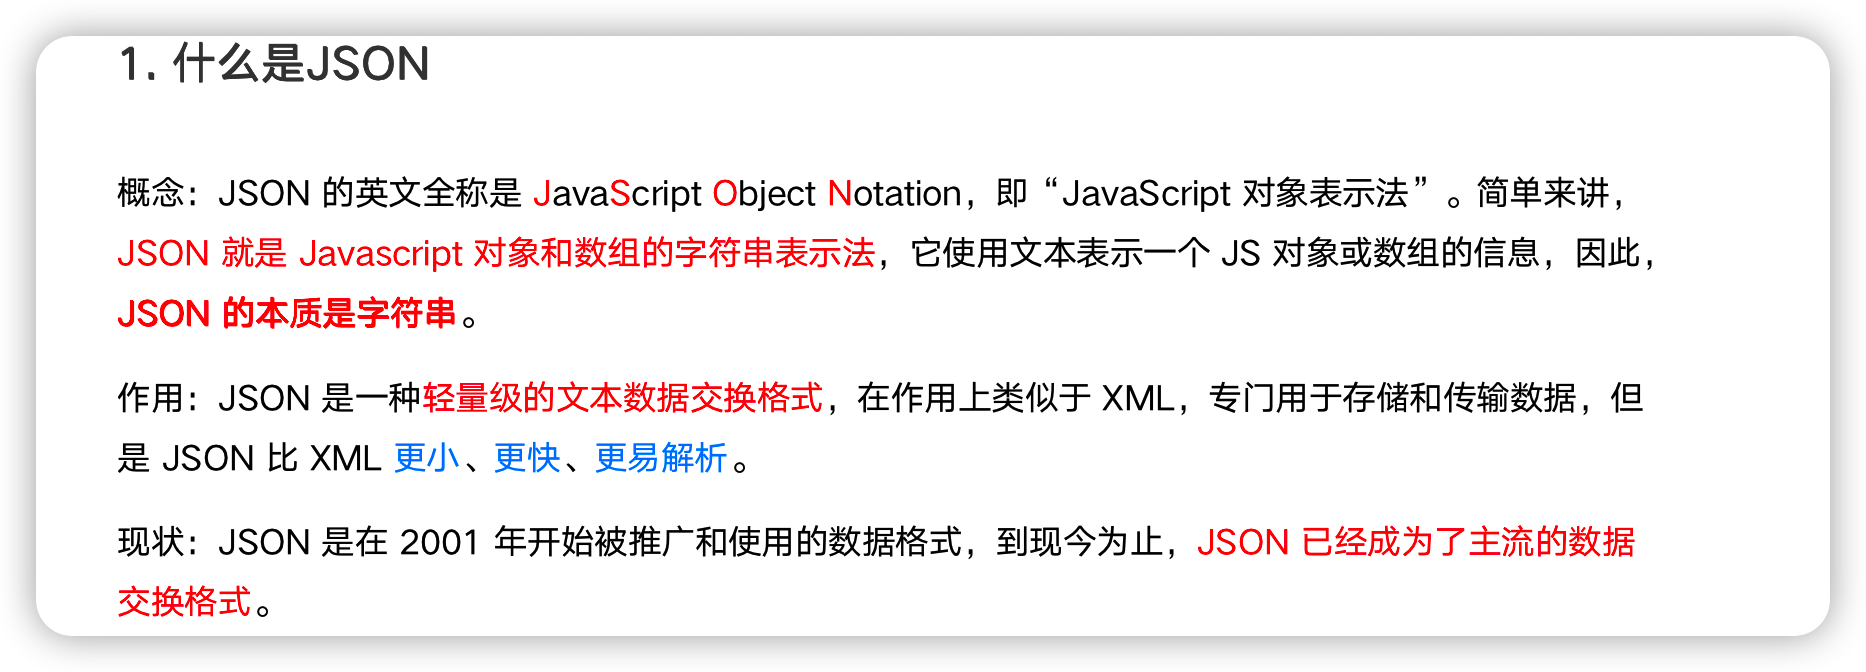 1. 什么是JSON
概念：JSON 的英文全称是 JavaScript Object Notation，即“JavaScript 对象表示法”。简单来讲，
JSON 就是 Javascript 对象和数组的字符串表示法，它使用文本表示一个 JS 对象或数组的信息，因此，
JSON 的本质是字符串。
作用：JSON 是一种轻量级的文本数据交换格式，在作用上类似于 XML，专门用于存储和传输数据，但
是 JSON 比 XML 更小、更快、更易解析。
现状：JSON 是在 2001 年开始被推广和使用的数据格式，到现今为止，JSON 已经成为了主流的数据
交换格式。